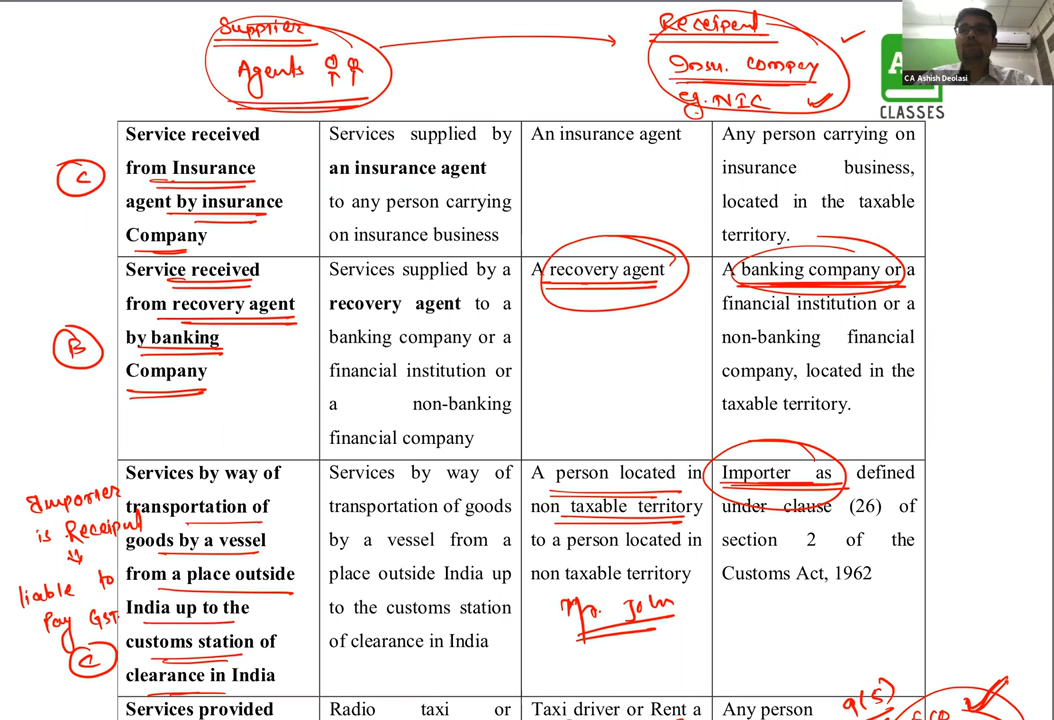 Supplier
Agents
Receipent
Insu. compey
eg. NIC
CA Ashish Deolasi
CLASSES
C
Service received
from Insurance
agent by insurance
Company
Services supplied by
an insurance agent
to any person carrying
on insurance business
An insurance agent
Any person carrying on
insurance business,
located in the taxable
territory.
B
Service received
from recovery agent
by banking
Company
Services supplied by a
recovery agent to a
banking company or a
financial institution or
a non-banking
financial company
A recovery agent
A banking company or a
financial institution or a
non-banking financial
company, located in the
taxable territory.
Importer
is Receiput
liable to
Pay GST.
C
Services by way of
transportation of
goods by a vessel
from a place outside
India up to the
customs station of
clearance in India
Services by way of
transportation of goods
by a vessel from a
place outside India up
to the customs station
of clearance in India
A person located in
non taxable territory
to a person located in
non taxable territory
Mr. John
Importer as defined
under clause (26) of
section 2 of the
Customs Act, 1962
Services provided
Radio taxi or
Taxi driver or Rent a
Any person
9(5)